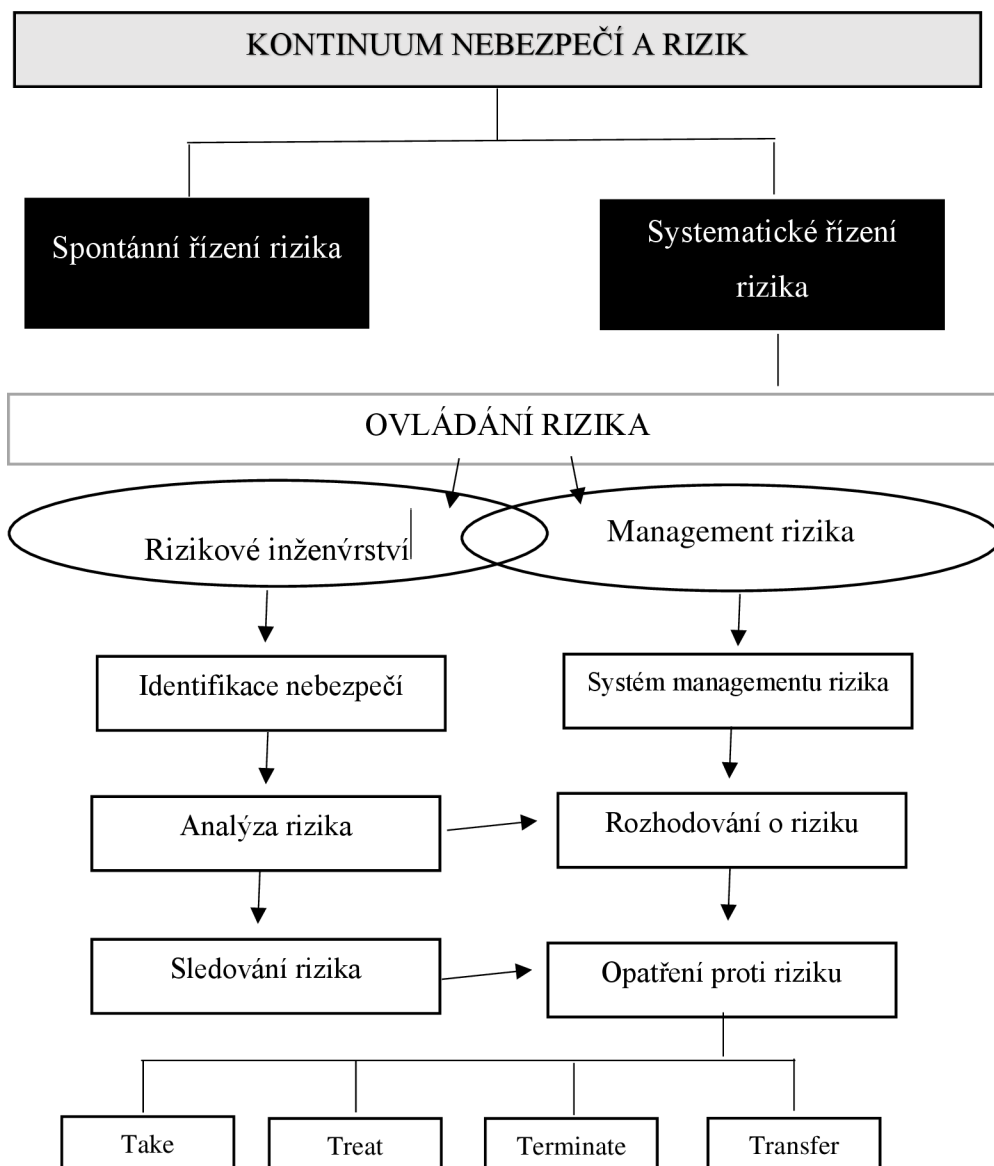 KONTINUUM NEBEZPEČÍ A RIZIK
Spontánní řízení rizika
Systematické řízení
rizika
OVLÁDÁNÍ RIZIKA
Rizikové inženýrství
Management rizika
Identifikace nebezpečí
Systém managementu rizika
Analýza rizika
Rozhodování o riziku
Sledování rizika
Opatření proti riziku
Take
Treat
Terminate
Transfer